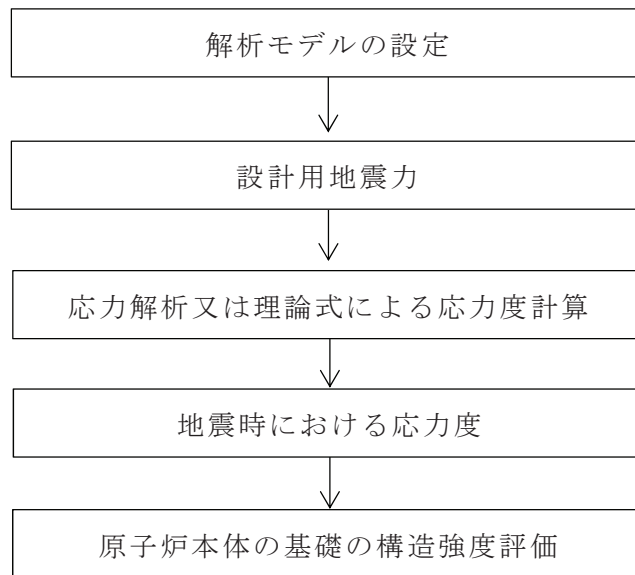 解析モデルの設定
設計用地震力
応力解析又は理論式による応力度計算
地震時における応力度
原子炉本体の基礎の構造強度評価